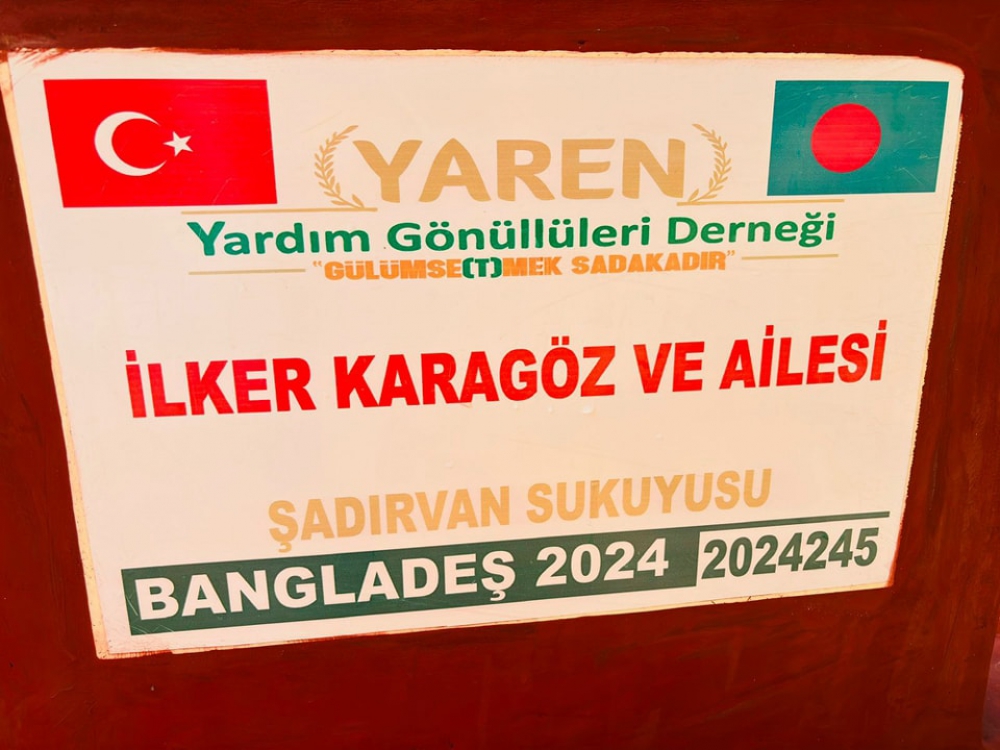 YAREN
Yardım Gönüllüleri Derneği
"GÜLÜMSE(T)MEK SADAKADIR"
İLKER KARAGÖZ VE AİLESİ
ŞADIRVAN SUKUYUSU
BANGLADEŞ 2024 2024245